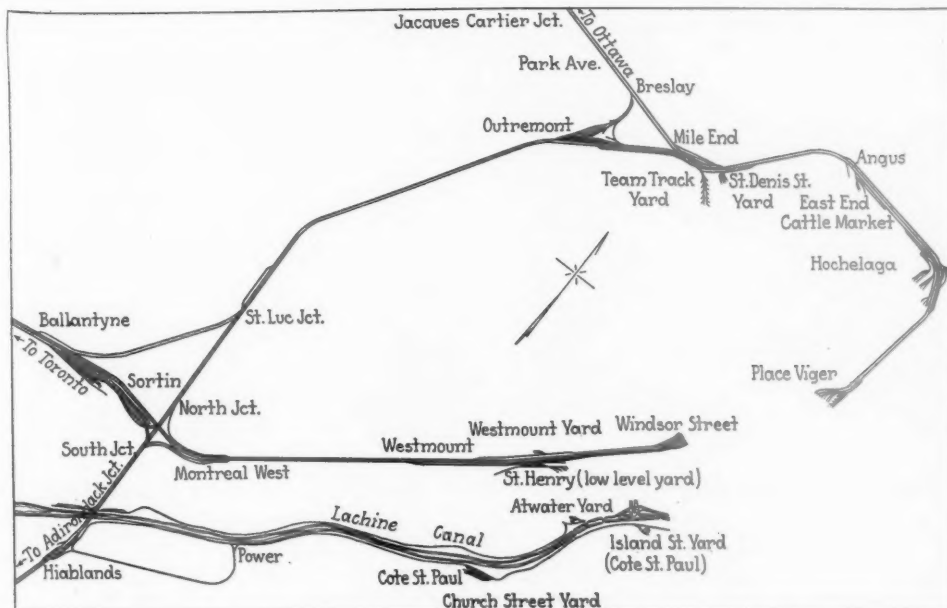 Jacques Cartier Jct.
To Ottawa
Park Ave.
Breslay
Outremont
Mile End
Team Track
Yard
St. Denis St.
Yard
Angus
East End
Cattle Market
Hochelaga
Place Viger
Ballantyne
St. Luc Jct.
To Toronto
Sortin
North Jct.
South Jct.
Montreal West
Westmount
Westmount Yard
Windsor Street
St. Henry (low level yard)
To Adirondack Jct.
Lachine
Canal
Atwater Yard
Island St. Yard
(Cote St. Paul)
Hiablands
Power
Cote St. Paul
Church Street Yard